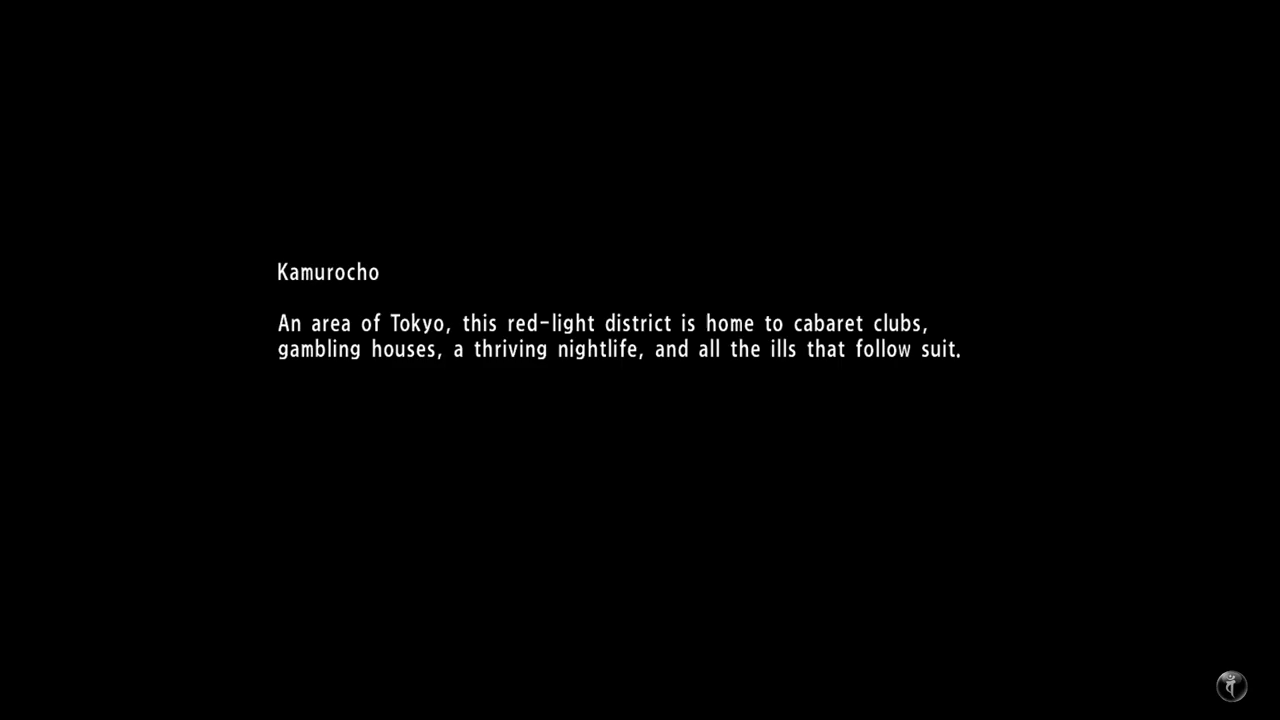 Kamurocho
An area of Tokyo, this red-light district is home to cabaret clubs,
gambling houses, a thriving nightlife, and all the ills that follow suit.